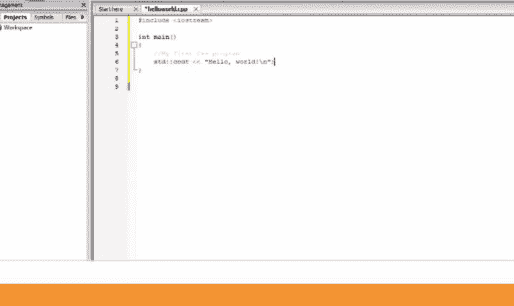 nagement
Projects Symbols Files
Workspace
Start here *helloworld.cpp
1 #include <iostream>
2
3 int main()
4 {
5 //My first C++ program
6 std::cout << "Hello, world!\n";
7 }
8
9